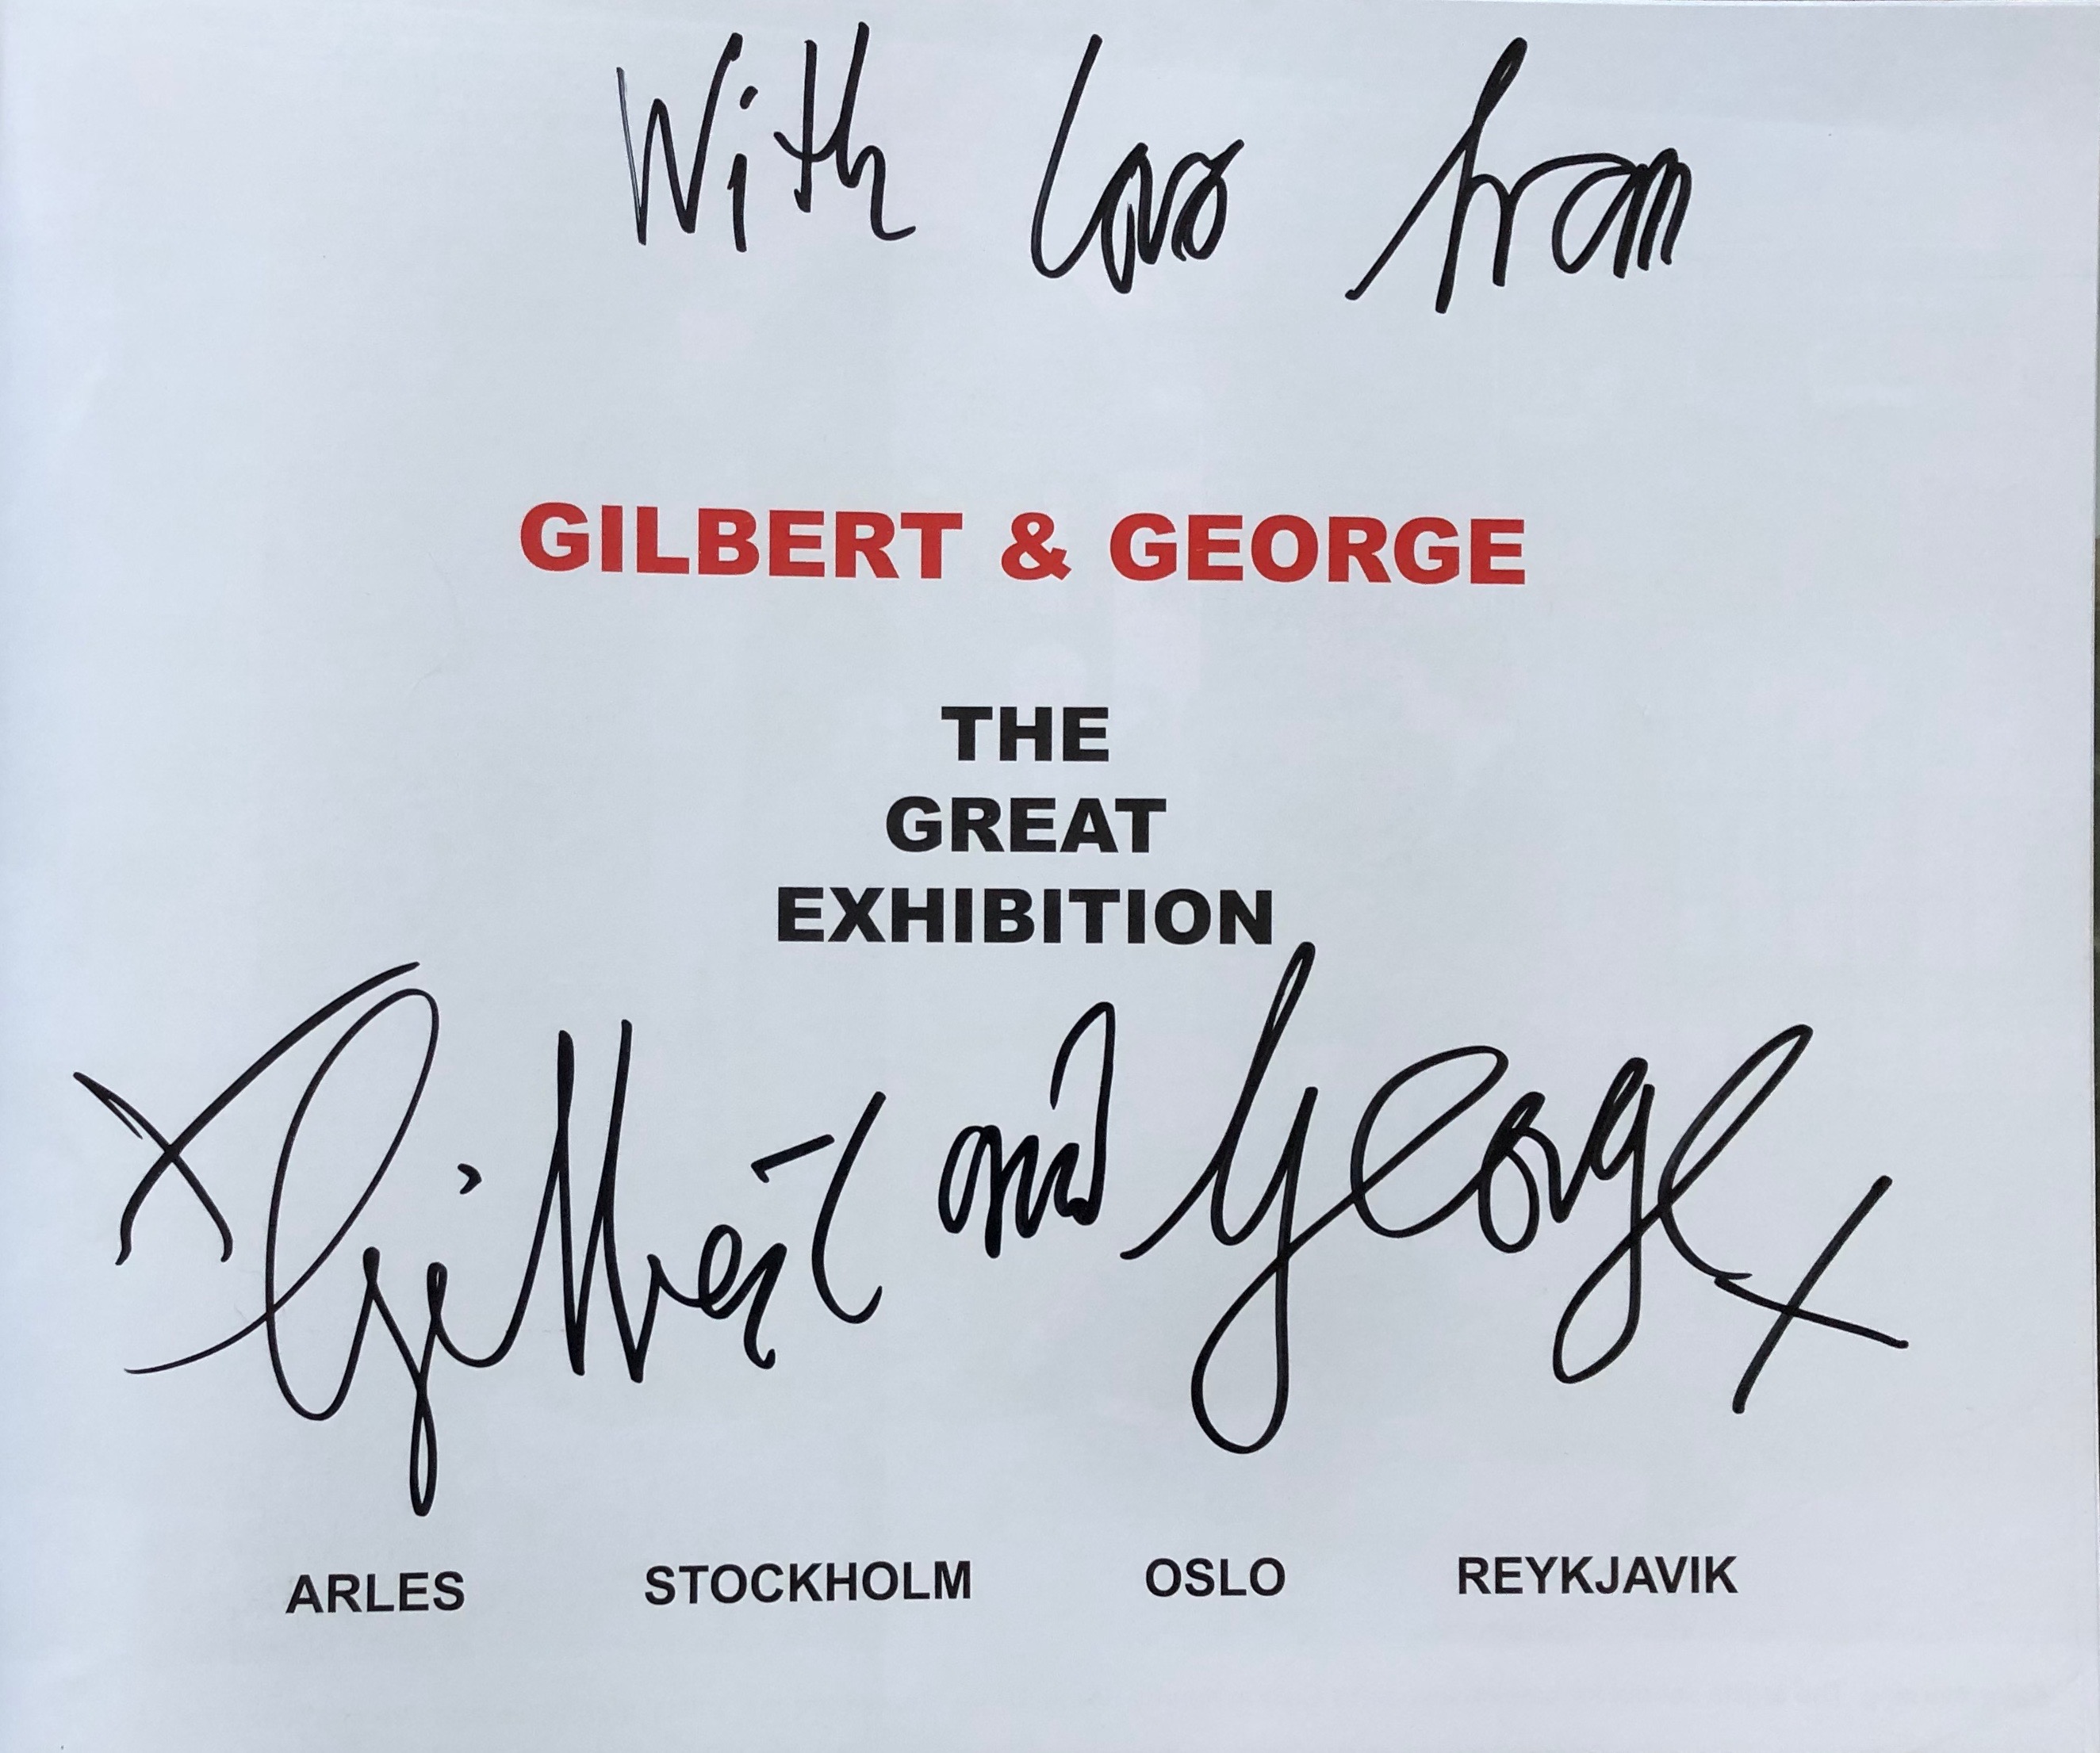 With love from
GILBERT & GEORGE
THE
GREAT
EXHIBITION
x Gilbert and George x
ARLES STOCKHOLM OSLO REYKJAVIK